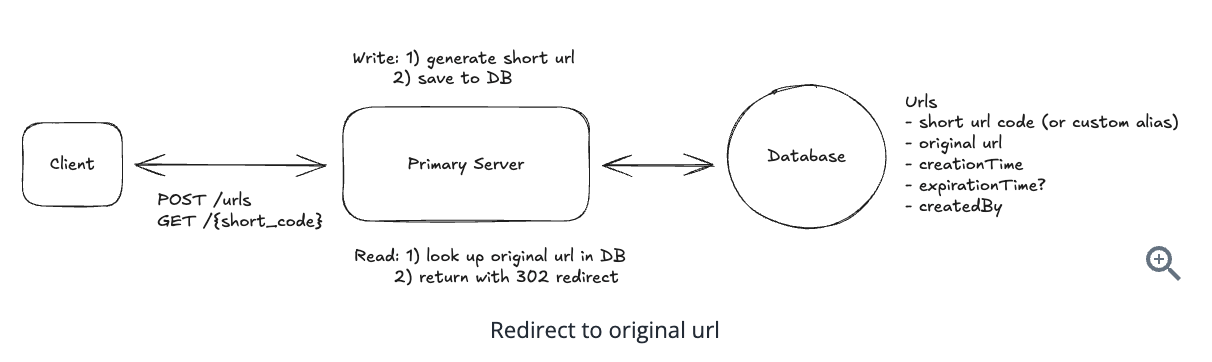 Write: 1) generate short url
2) save to DB
Client
Primary Server
Database
Urls
- short url code (or custom alias)
- original url
- creationTime
- expirationTime?
- createdBy
POST /urls
GET /{short_code}
Read: 1) look up original url in DB
2) return with 302 redirect
Redirect to original url